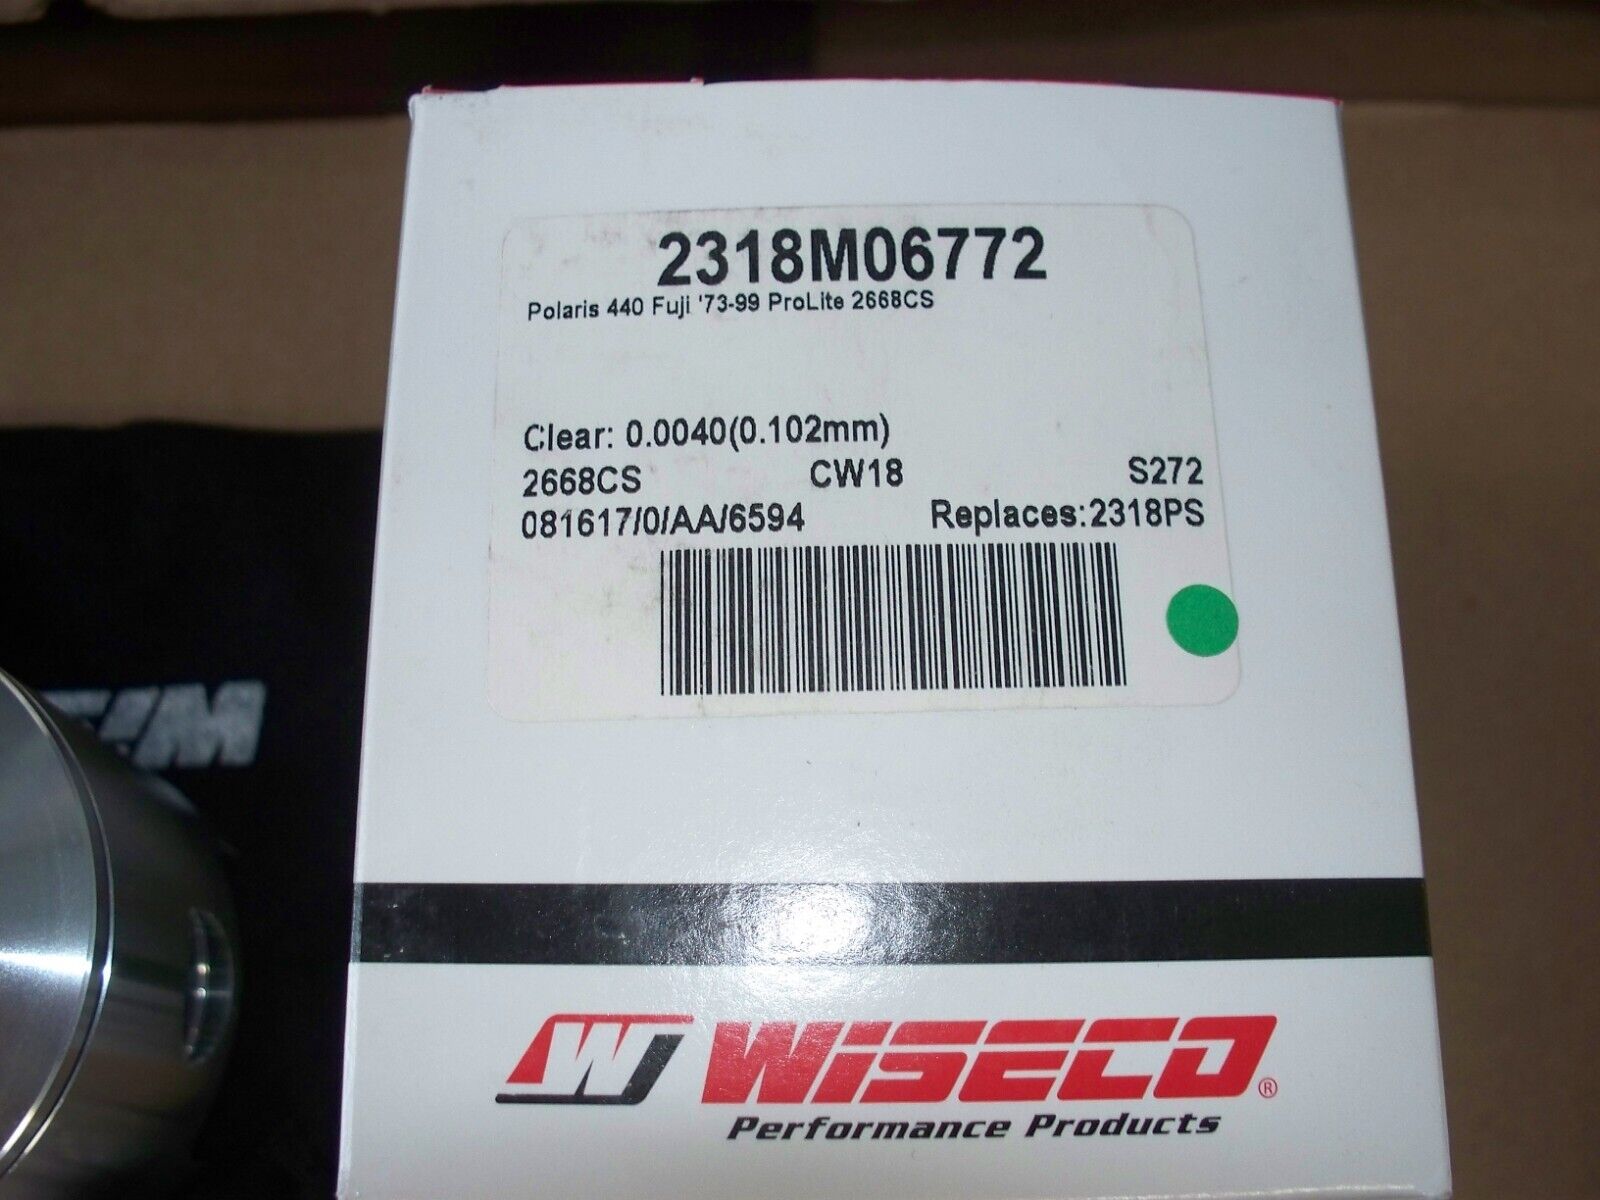 2318M06772
Polaris 440 Fuji '73-99 ProLite 2668CS
Clear: 0.0040(0.102mm)
2668CS CW18 S272
081617/0/AA/6594 Replaces:2318PS
W WISECO®
Performance Products